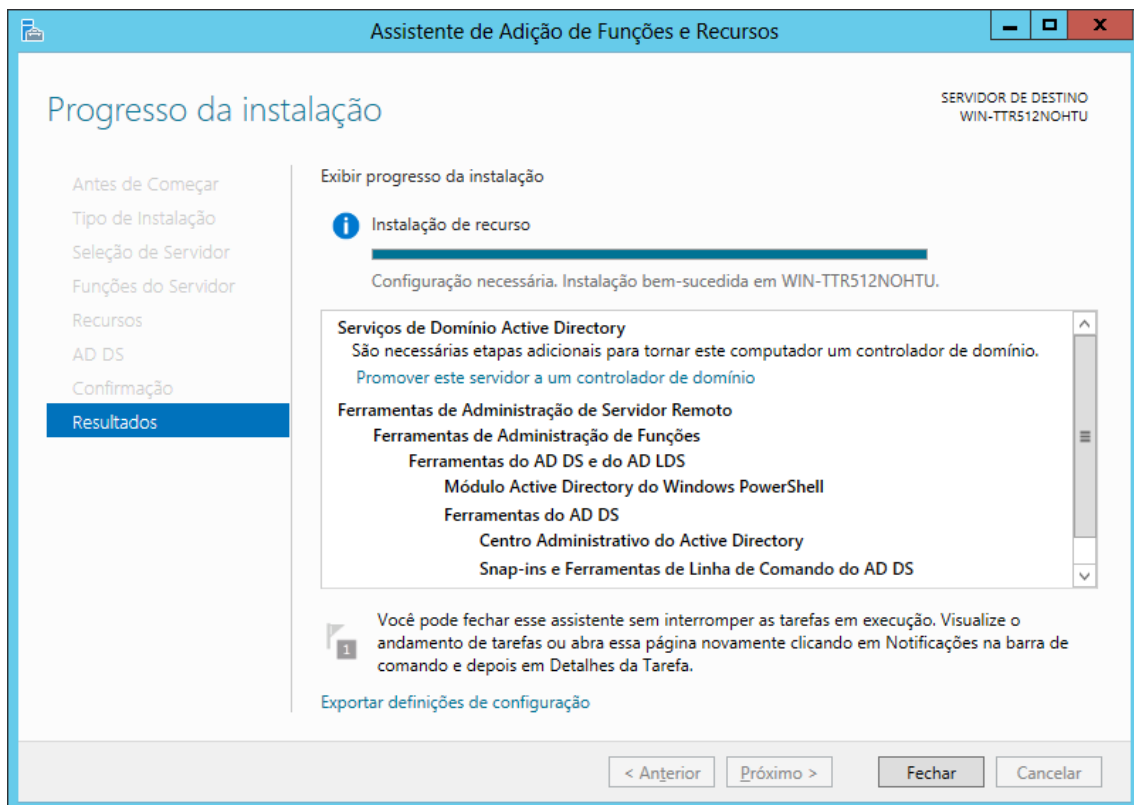 Assistente de Adição de Funções e Recursos
Progresso da instalação
SERVIDOR DE DESTINO
WIN-TTR512NOHTU
Antes de Começar
Tipo de Instalação
Seleção de Servidor
Funções do Servidor
Recursos
AD DS
Confirmação
Resultados
Exibir progresso da instalação
Instalação de recurso
Configuração necessária. Instalação bem-sucedida em WIN-TTR512NOHTU.
Serviços de Domínio Active Directory
São necessárias etapas adicionais para tornar este computador um controlador de domínio.
Promover este servidor a um controlador de domínio
Ferramentas de Administração de Servidor Remoto
Ferramentas de Administração de Funções
Ferramentas do AD DS e do AD LDS
Módulo Active Directory do Windows PowerShell
Ferramentas do AD DS
Centro Administrativo do Active Directory
Snap-ins e Ferramentas de Linha de Comando do AD DS
1
Você pode fechar esse assistente sem interromper as tarefas em execução. Visualize o
andamento de tarefas ou abra essa página novamente clicando em Notificações na barra de
comando e depois em Detalhes da Tarefa.
Exportar definições de configuração
< Anterior
Próximo >
Fechar
Cancelar